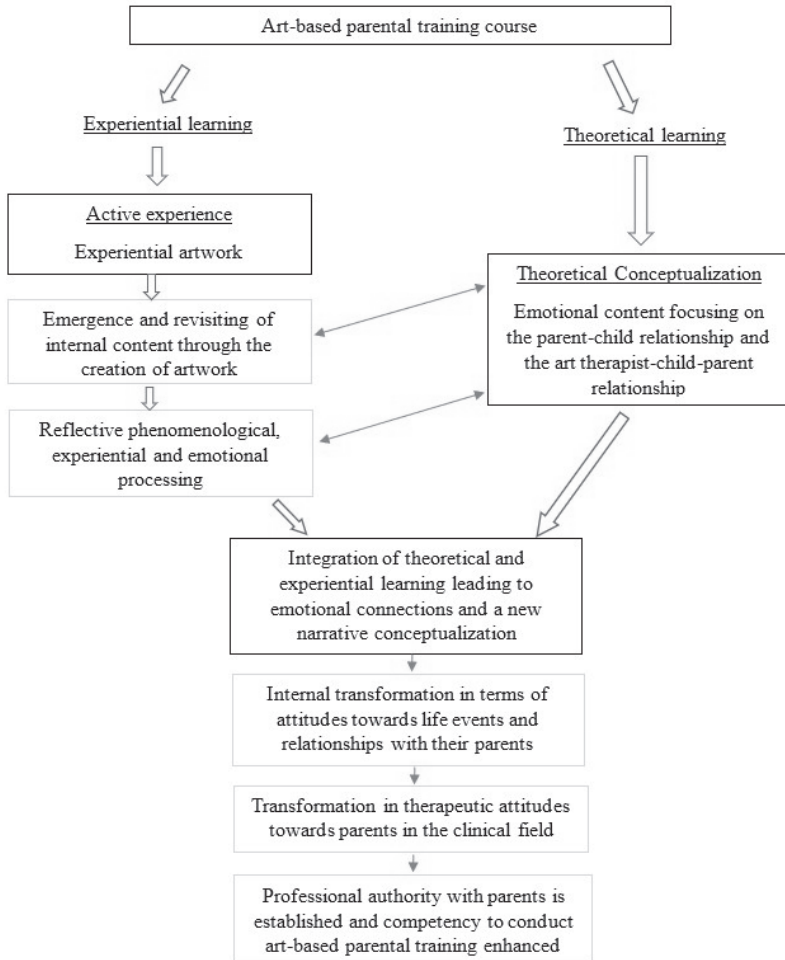 Art-based parental training course
Experiential learning
Theoretical learning
Active experience
Experiential artwork
Theoretical Conceptualization
Emotional content focusing on
the parent-child relationship and
the art therapist-child-parent
relationship
Emergence and revisiting of
internal content through the
creation of artwork
Reflective phenomenological,
experiential and emotional
processing
Integration of theoretical and
experiential learning leading to
emotional connections and a new
narrative conceptualization
Internal transformation in terms of
attitudes towards life events and
relationships with their parents
Transformation in therapeutic attitudes
towards parents in the clinical field
Professional authority with parents is
established and competency to conduct
art-based parental training enhanced